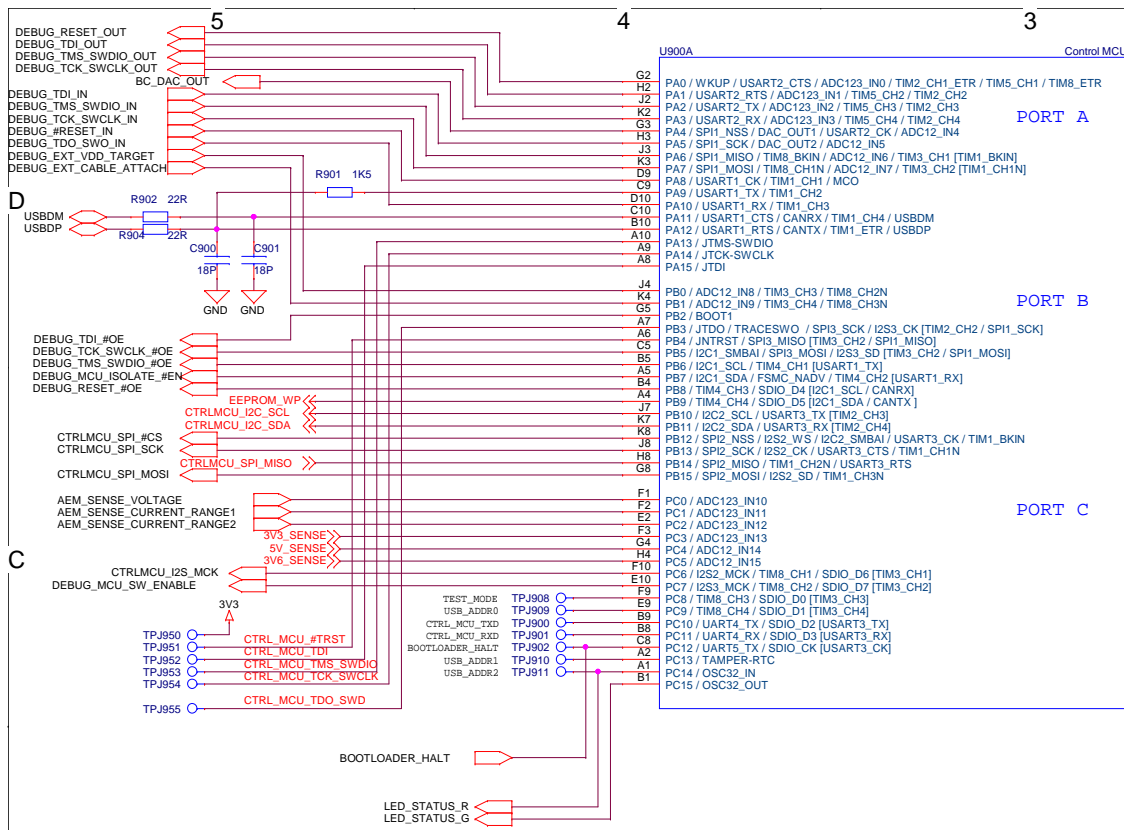 5 4 3
DEBUG_RESET_OUT
DEBUG_TDI_OUT
DEBUG_TMS_SWDIO_OUT
DEBUG_TCK_SWCLK_OUT
BC_DAC_OUT
DEBUG_TDI_IN
DEBUG_TMS_SWDIO_IN
DEBUG_TCK_SWCLK_IN
DEBUG_#RESET_IN
DEBUG_TDO_SWO_IN
DEBUG_EXT_VDD_TARGET
DEBUG_EXT_CABLE_ATTACH
R901 1K5
D
R902 22R
USBDM
USBDP
R904 22R
C900 C901
18P 18P
GND GND
DEBUG_TDI_#OE
DEBUG_TCK_SWCLK_#OE
DEBUG_TMS_SWDIO_#OE
DEBUG_MCU_ISOLATE_#EN
DEBUG_RESET_#OE
EEPROM_WP
CTRLMCU_I2C_SCL
CTRLMCU_I2C_SDA
CTRLMCU_SPI_#CS
CTRLMCU_SPI_SCK
CTRLMCU_SPI_MISO
CTRLMCU_SPI_MOSI
AEM_SENSE_VOLTAGE
AEM_SENSE_CURRENT_RANGE1
AEM_SENSE_CURRENT_RANGE2
3V3_SENSE
5V_SENSE
3V6_SENSE
C
CTRLMCU_I2S_MCK
DEBUG_MCU_SW_ENABLE
3V3
TPJ950
TPJ951 CTRL_MCU_#TRST
TPJ952 CTRL_MCU_TDI
TPJ953 CTRL_MCU_TMS_SWDIO
TPJ954 CTRL_MCU_TCK_SWCLK
TPJ955 CTRL_MCU_TDO_SWD
TEST_MODE TPJ908
USB_ADDR0 TPJ909
CTRL_MCU_TXD TPJ900
CTRL_MCU_RXD TPJ901
BOOTLOADER_HALT TPJ902
USB_ADDR1 TPJ910
USB_ADDR2 TPJ911
BOOTLOADER_HALT
LED_STATUS_R
LED_STATUS_G
U900A Control MCU
G2 PA0 / WKUP / USART2_CTS / ADC123_IN0 / TIM2_CH1_ETR / TIM5_CH1 / TIM8_ETR
H2 PA1 / USART2_RTS / ADC123_IN1 / TIM5_CH2 / TIM2_CH2
J2 PA2 / USART2_TX / ADC123_IN2 / TIM5_CH3 / TIM2_CH3
K2 PA3 / USART2_RX / ADC123_IN3 / TIM5_CH4 / TIM2_CH4
PORT A
G3 PA4 / SPI1_NSS / DAC_OUT1 / USART2_CK / ADC12_IN4
H3 PA5 / SPI1_SCK / DAC_OUT2 / ADC12_IN5
J3 PA6 / SPI1_MISO / TIM8_BKIN / ADC12_IN6 / TIM3_CH1 [TIM1_BKIN]
K3 PA7 / SPI1_MOSI / TIM8_CH1N / ADC12_IN7 / TIM3_CH2 [TIM1_CH1N]
D9 PA8 / USART1_CK / TIM1_CH1 / MCO
C9 PA9 / USART1_TX / TIM1_CH2
D10 PA10 / USART1_RX / TIM1_CH3
C10 PA11 / USART1_CTS / CANRX / TIM1_CH4 / USBDM
B10 PA12 / USART1_RTS / CANTX / TIM1_ETR / USBDP
A10 PA13 / JTMS-SWDIO
A9 PA14 / JTCK-SWCLK
A8 PA15 / JTDI
J4 PB0 / ADC12_IN8 / TIM3_CH3 / TIM8_CH2N
PORT B
K4 PB1 / ADC12_IN9 / TIM3_CH4 / TIM8_CH3N
G5 PB2 / BOOT1
A7 PB3 / JTDO / TRACESWO / SPI3_SCK / I2S3_CK [TIM2_CH2 / SPI1_SCK]
A6 PB4 / JNTRST / SPI3_MISO [TIM3_CH2 / SPI1_MISO]
C5 PB5 / I2C1_SMBAI / SPI3_MOSI / I2S3_SD [TIM3_CH2 / SPI1_MOSI]
B5 PB6 / I2C1_SCL / TIM4_CH1 [USART1_TX]
A5 PB7 / I2C1_SDA / FSMC_NADV / TIM4_CH2 [USART1_RX]
B4 PB8 / TIM4_CH3 / SDIO_D4 [I2C1_SCL / CANRX]
A4 PB9 / TIM4_CH4 / SDIO_D5 [I2C1_SDA / CANTX ]
J7 PB10 / I2C2_SCL / USART3_TX [TIM2_CH3]
K7 PB11 / I2C2_SDA / USART3_RX [TIM2_CH4]
K8 PB12 / SPI2_NSS / I2S2_WS / I2C2_SMBAI / USART3_CK / TIM1_BKIN
J8 PB13 / SPI2_SCK / I2S2_CK / USART3_CTS / TIM1_CH1N
H8 PB14 / SPI2_MISO / TIM1_CH2N / USART3_RTS
G8 PB15 / SPI2_MOSI / I2S2_SD / TIM1_CH3N
F1 PC0 / ADC123_IN10
F2 PC1 / ADC123_IN11
PORT C
E2 PC2 / ADC123_IN12
F3 PC3 / ADC123_IN13
G4 PC4 / ADC12_IN14
H4 PC5 / ADC12_IN15
F10 PC6 / I2S2_MCK / TIM8_CH1 / SDIO_D6 [TIM3_CH1]
E10 PC7 / I2S3_MCK / TIM8_CH2 / SDIO_D7 [TIM3_CH2]
F9 PC8 / TIM8_CH3 / SDIO_D0 [TIM3_CH3]
E9 PC9 / TIM8_CH4 / SDIO_D1 [TIM3_CH4]
B9 PC10 / UART4_TX / SDIO_D2 [USART3_TX]
B8 PC11 / UART4_RX / SDIO_D3 [USART3_RX]
C8 PC12 / UART5_TX / SDIO_CK [USART3_CK]
A2 PC13 / TAMPER-RTC
A1 PC14 / OSC32_IN
B1 PC15 / OSC32_OUT